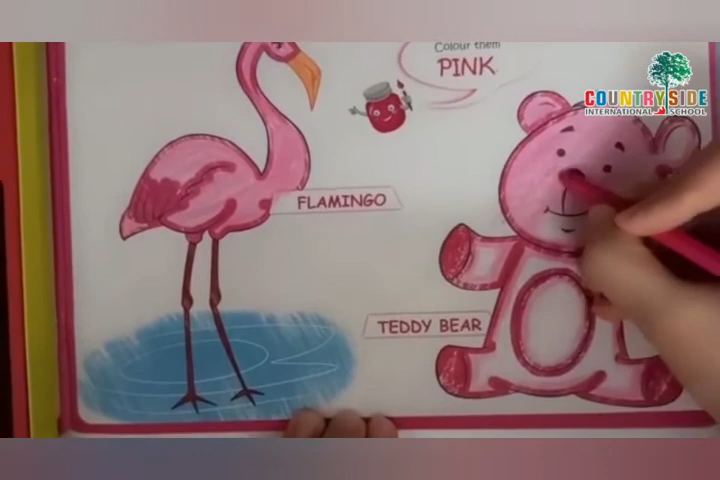 Colour them
PINK
COUNTRYSIDE
INTERNATIONAL SCHOOL
FLAMINGO
TEDDY BEAR